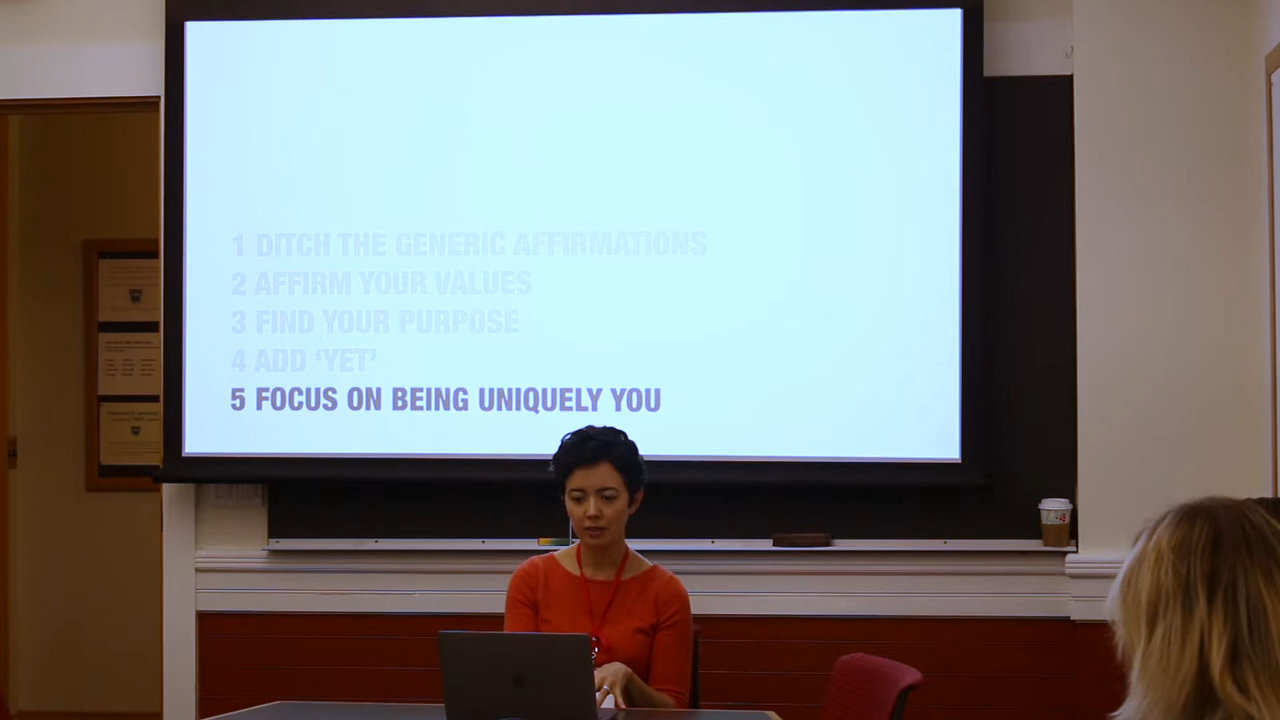 1 DITCH THE GENERIC AFFIRMATIONS
2 AFFIRM YOUR VALUES
3 FIND YOUR PURPOSE
4 ADD ‘YET’
5 FOCUS ON BEING UNIQUELY YOU